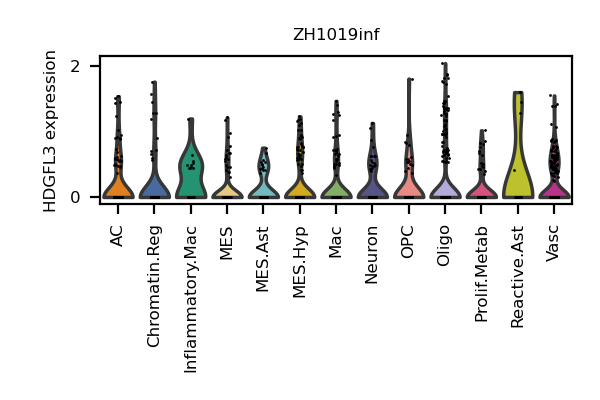 ZH1019inf
HDGFL3 expression
2
0
AC
Chromatin.Reg
Inflammatory.Mac
MES
MES.Ast
MES.Hyp
Mac
Neuron
OPC
Oligo
Prolif.Metab
Reactive.Ast
Vasc